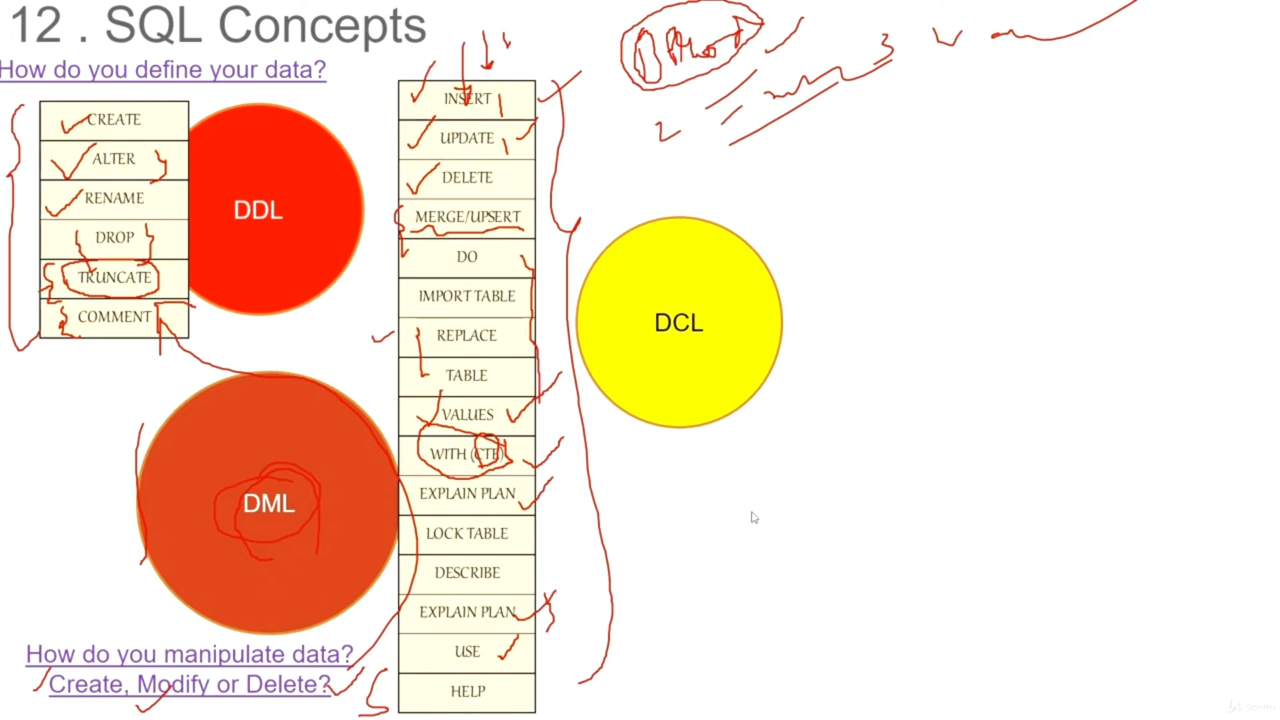 12 . SQL Concepts
How do you define your data?
CREATE
ALTER
RENAME
DROP
TRUNCATE
COMMENT
DDL
INSERT
UPDATE
DELETE
MERGE/UPSERT
DO
IMPORT TABLE
REPLACE
TABLE
VALUES
WITH (CTE)
EXPLAIN PLAN
LOCK TABLE
DESCRIBE
EXPLAIN PLAN
USE
HELP
DCL
DML
How do you manipulate data?
Create, Modify or Delete?
2
3